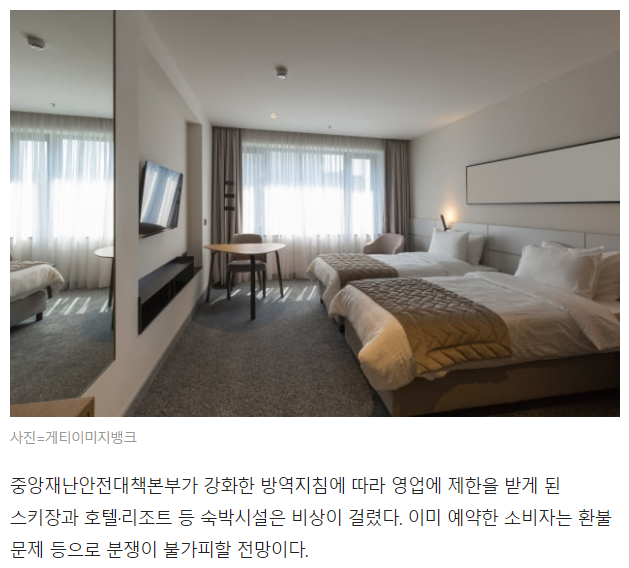 사진=게티이미지뱅크
중앙재난안전대책본부가 강화한 방역지침에 따라 영업에 제한을 받게 된
스키장과 호텔·리조트 등 숙박시설은 비상이 걸렸다. 이미 예약한 소비자는 환불
문제 등으로 분쟁이 불가피할 전망이다.